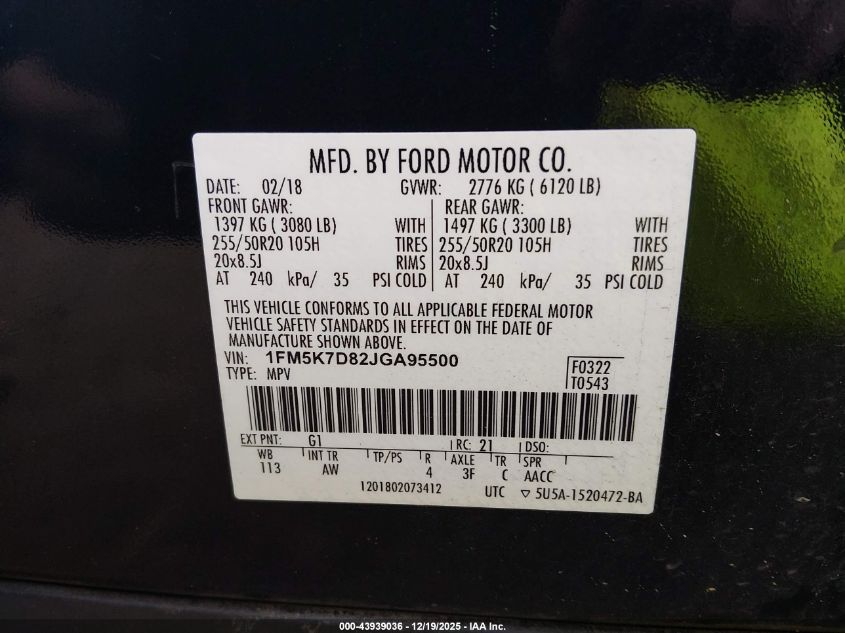 MFD. BY FORD MOTOR CO.
DATE: 02/18 GVWR: 2776 KG ( 6120 LB)
FRONT GAWR: REAR GAWR:
1397 KG ( 3080 LB) WITH 1497 KG ( 3300 LB) WITH
255/50R20 105H TIRES 255/50R20 105H TIRES
20x8.5J RIMS 20x8.5J RIMS
AT 240 kPa/ 35 PSI COLD AT 240 kPa/ 35 PSI COLD
THIS VEHICLE CONFORMS TO ALL APPLICABLE FEDERAL MOTOR
VEHICLE SAFETY STANDARDS IN EFFECT ON THE DATE OF
MANUFACTURE SHOWN ABOVE.
VIN: 1FM5K7D82JGA95500 F0322
TYPE: MPV T0543
EXT PNT: G1 RC: 21 DSO:
WB INT TR TP/PS R AXLE TR SPR
113 AW 4 3F C AACC
1201802073412 UTC ▽ 5U5A-1520472-BA
000-43939036 - 12/19/2025 - IAA Inc.